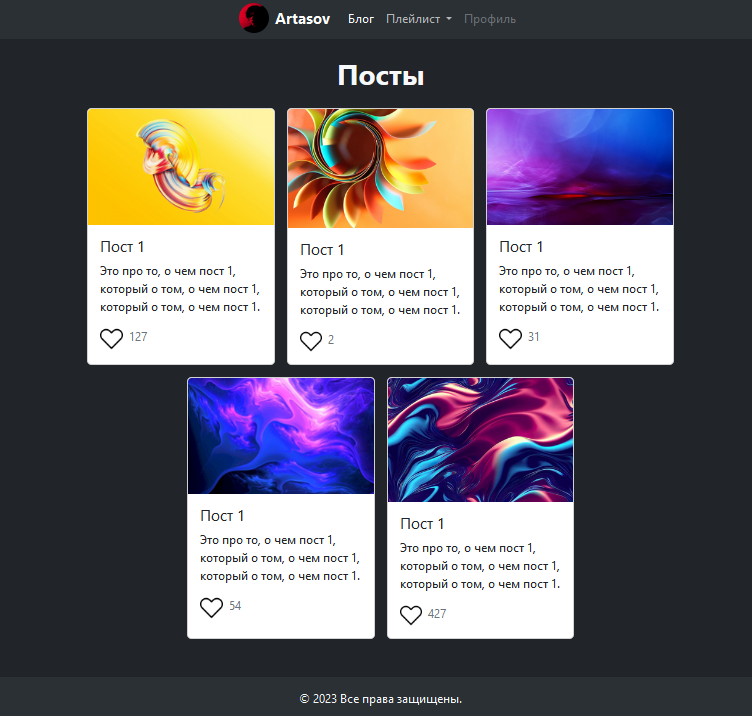 Artasov Блог Плейлист Профиль
Посты
Пост 1
Это про то, о чем пост 1,
который о том, о чем пост 1,
который о том, о чем пост 1.
127
Пост 1
Это про то, о чем пост 1,
который о том, о чем пост 1,
который о том, о чем пост 1.
2
Пост 1
Это про то, о чем пост 1,
который о том, о чем пост 1,
который о том, о чем пост 1.
31
Пост 1
Это про то, о чем пост 1,
который о том, о чем пост 1,
который о том, о чем пост 1.
54
Пост 1
Это про то, о чем пост 1,
который о том, о чем пост 1,
который о том, о чем пост 1.
427
© 2023 Все права защищены.